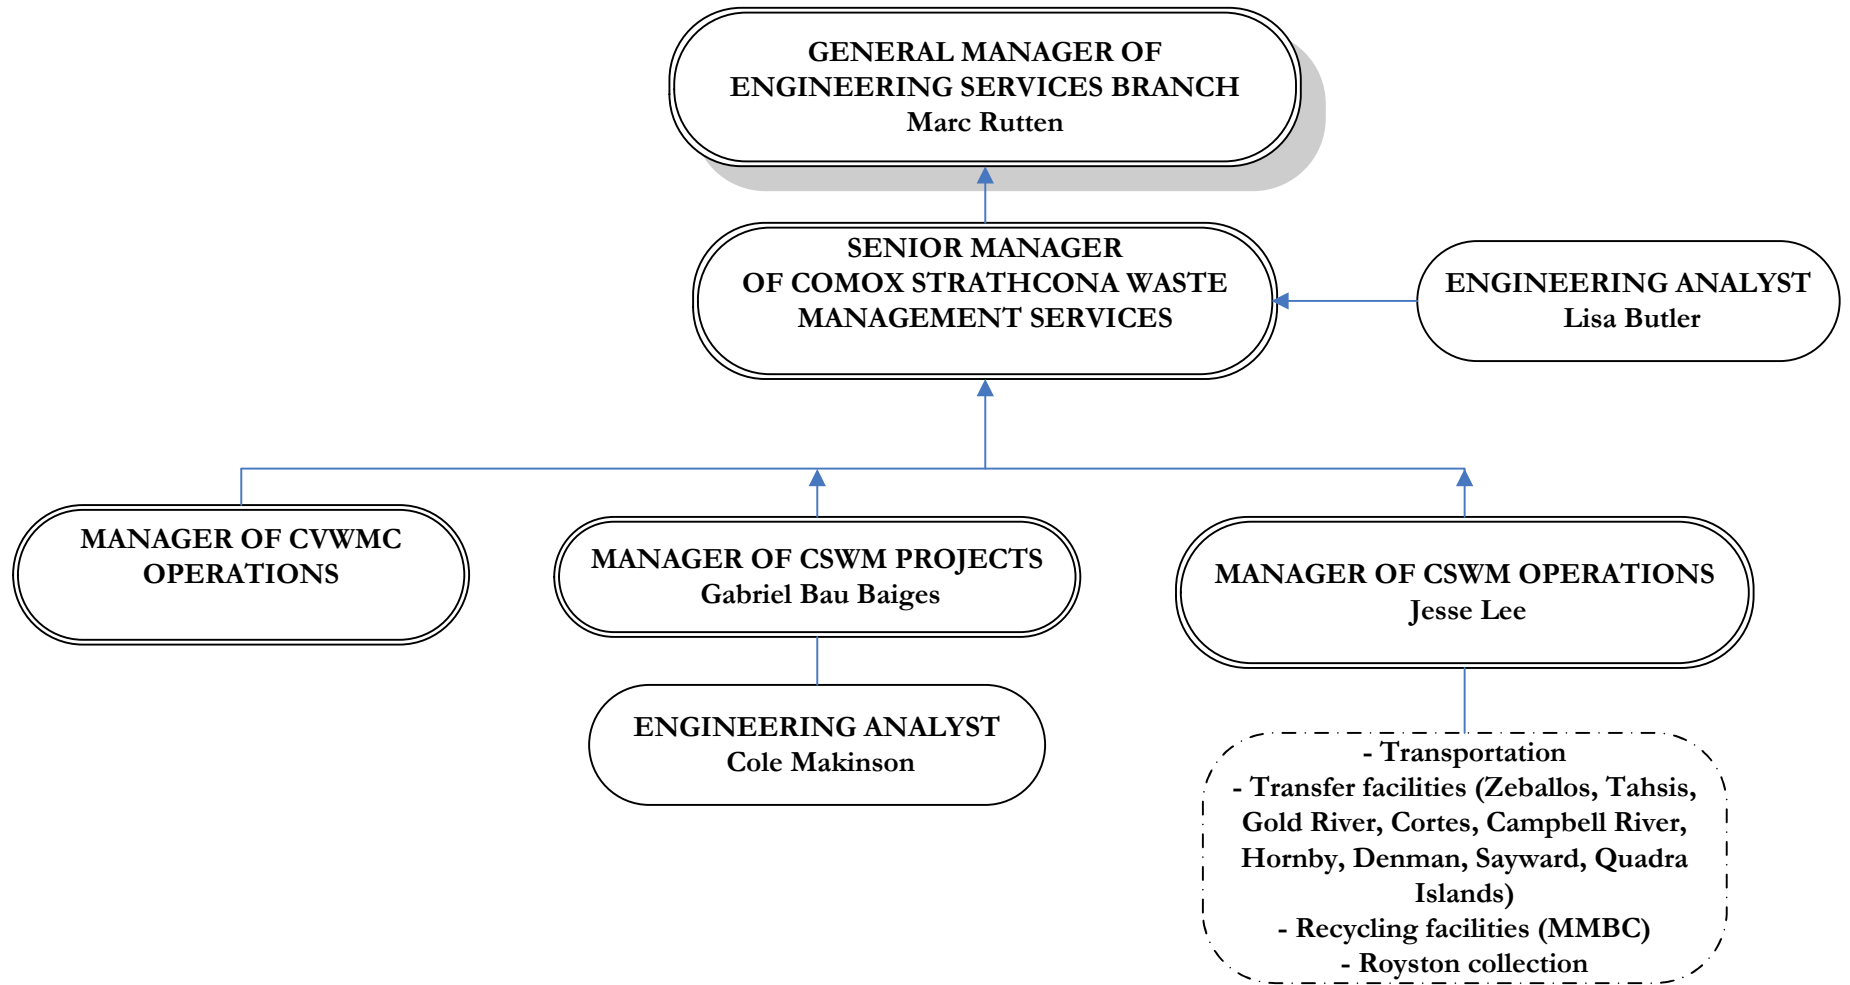 GENERAL MANAGER OF
ENGINEERING SERVICES BRANCH
Marc Rutten
SENIOR MANAGER
OF COMOX STRATHCONA WASTE
MANAGEMENT SERVICES
ENGINEERING ANALYST
Lisa Butler
MANAGER OF CVWMC
OPERATIONS
MANAGER OF CSWM PROJECTS
Gabriel Bau Baiges
MANAGER OF CSWM OPERATIONS
Jesse Lee
ENGINEERING ANALYST
Cole Makinson
- Transportation
- Transfer facilities (Zeballos, Tahsis,
Gold River, Cortes, Campbell River,
Hornby, Denman, Sayward, Quadra
Islands)
- Recycling facilities (MMBC)
- Royston collection